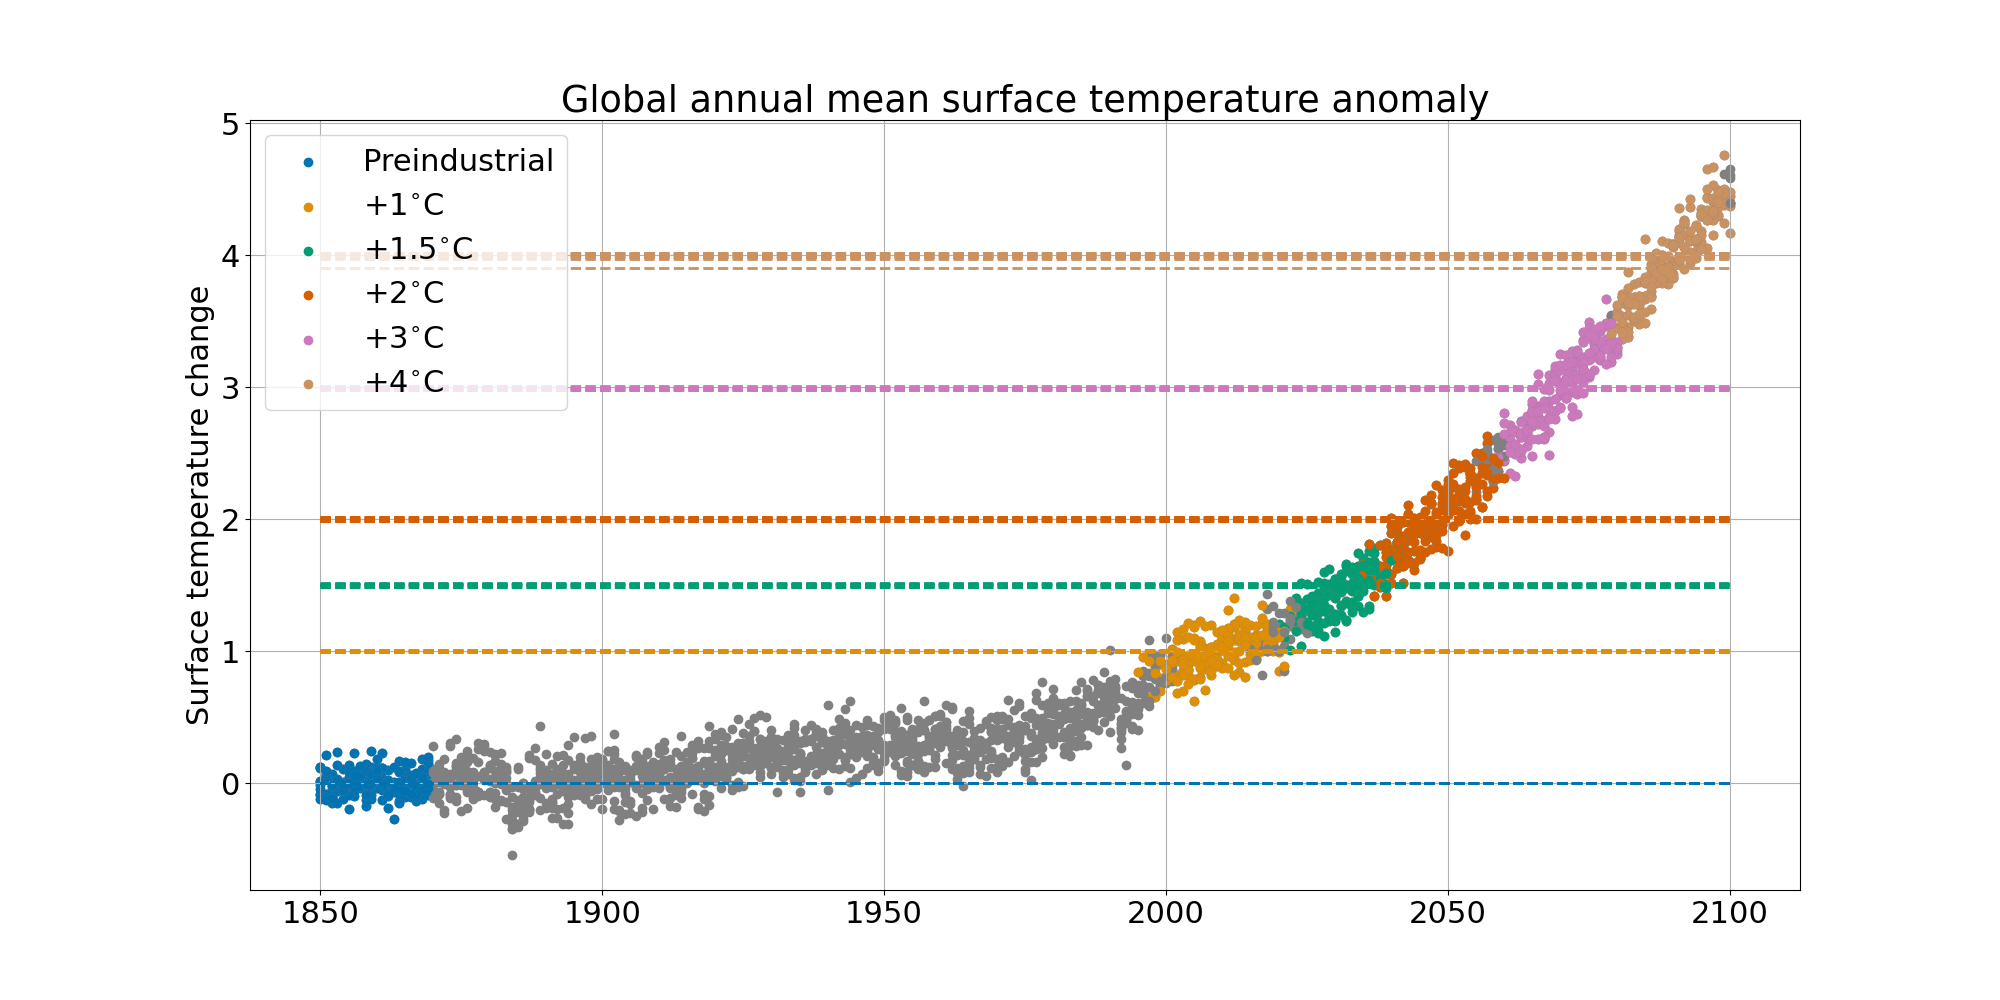 Global annual mean surface temperature anomaly
Surface temperature change
5
4
3
2
1
0
Preindustrial
+1°C
+1.5°C
+2°C
+3°C
+4°C
1850
1900
1950
2000
2050
2100